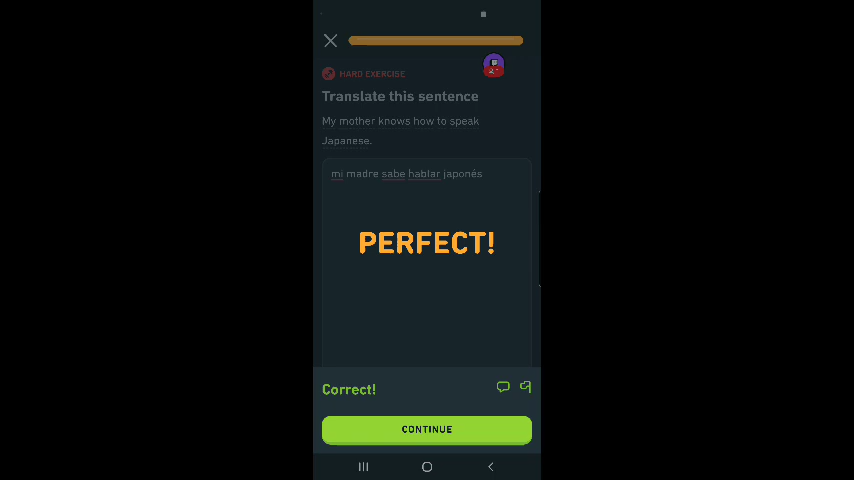 HARD EXERCISE
Translate this sentence
My mother knows how to speak
Japanese.
mi madre sabe hablar japonés
PERFECT!
Correct!
CONTINUE